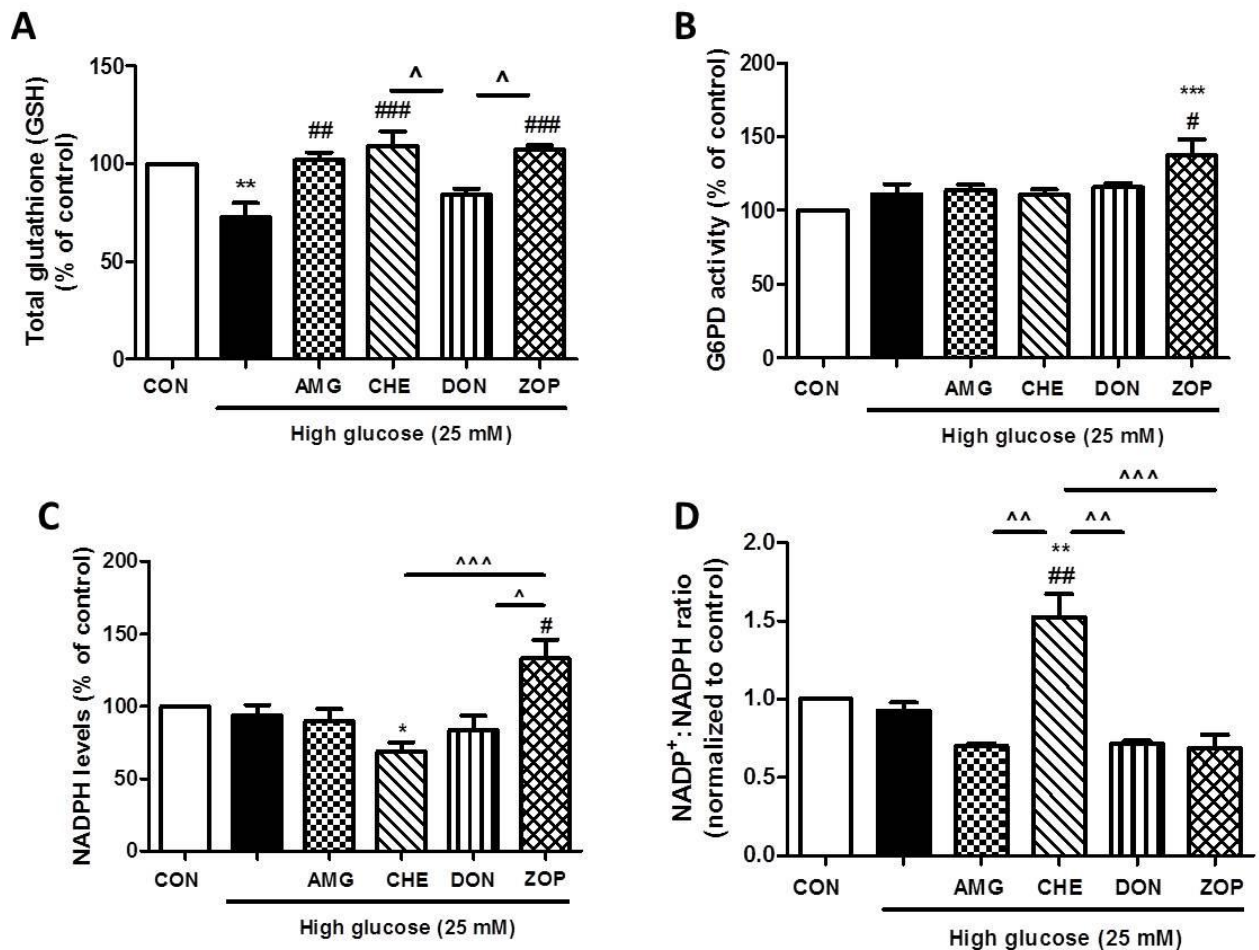 A
Total glutathione (GSH)
(% of control)
150
100
50
0
**
##
###
###
^
^
CON
AMG
CHE
DON
ZOP
High glucose (25 mM)
B
G6PD activity (% of control)
200
150
100
50
0
***
#
CON
AMG
CHE
DON
ZOP
High glucose (25 mM)
C
NADPH levels (% of control)
200
150
100
50
0
^^^
^
#
*
CON
AMG
CHE
DON
ZOP
High glucose (25 mM)
D
NADP+:NADPH ratio
(normalized to control)
2.0
1.5
1.0
0.5
0.0
^^^
^^
^^
**
##
CON
AMG
CHE
DON
ZOP
High glucose (25 mM)